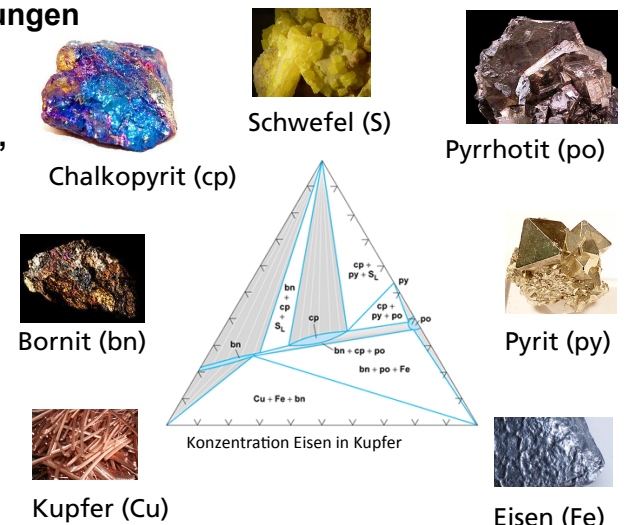 ungen
,
Schwefel (S)
Pyrrhotit (po)
Chalkopyrit (cp)
cp +
py + SL
py
bn
+
cp
+
SL
cp +
py + po
po
cp
bn
bn + cp + po
bn + po + Fe
Cu + Fe + bn
Bornit (bn)
Pyrit (py)
Konzentration Eisen in Kupfer
Kupfer (Cu)
Eisen (Fe)